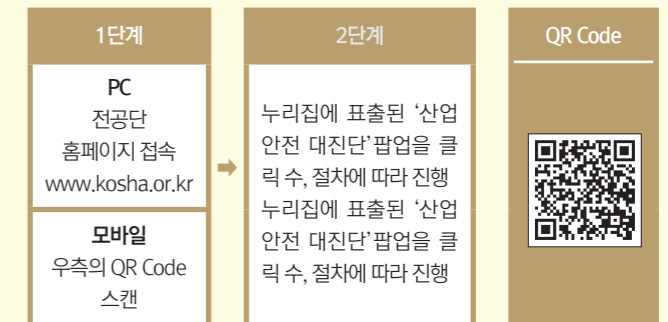 1단계
PC
전공단
홈페이지 접속
www.kosha.or.kr
모바일
우측의 QR Code
스캔
2단계
누리집에 표출된 ‘산업
안전 대진단’ 팝업을 클
릭 수, 절차에 따라 진행
누리집에 표출된 ‘산업
안전 대진단’ 팝업을 클
릭 수, 절차에 따라 진행
QR Code